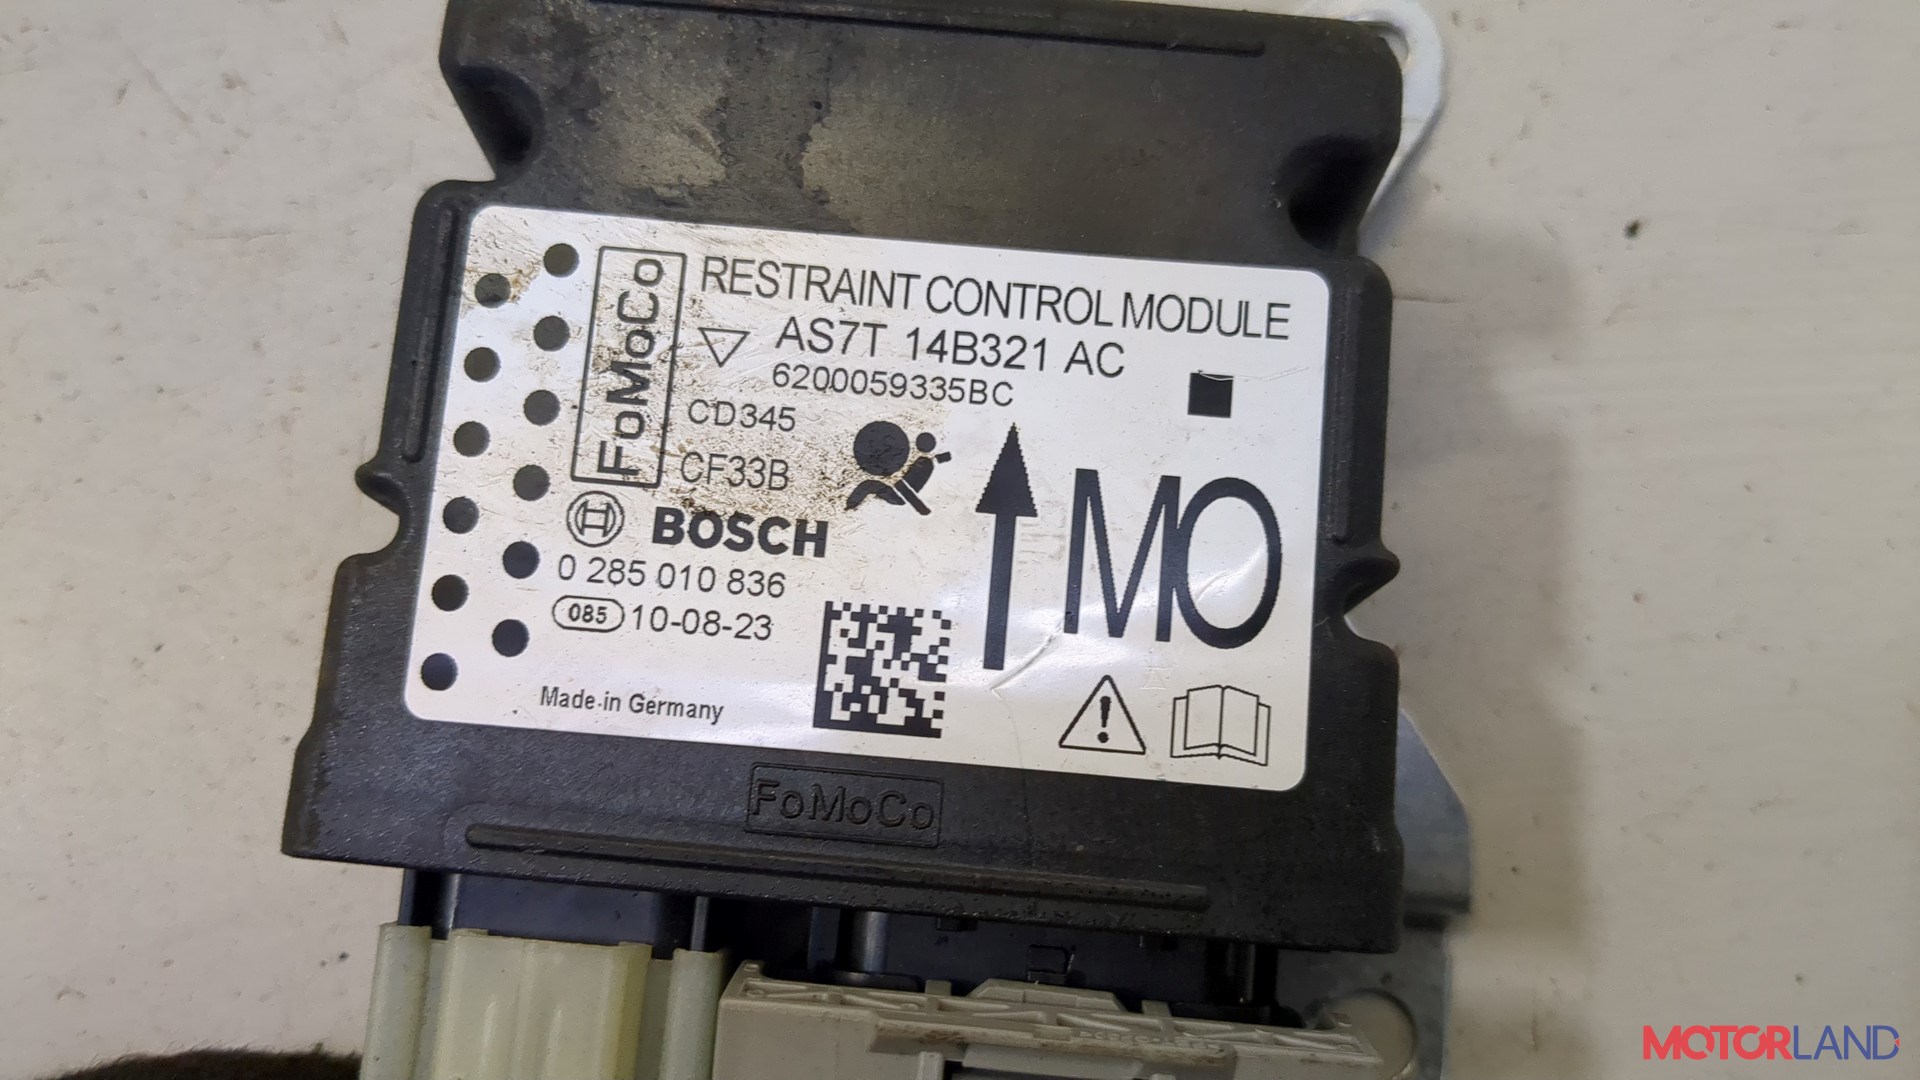 FoMoCo
RESTRAINT CONTROL MODULE
AS7T 14B321 AC
6200059335BC
CD345
CF33B
BOSCH
0 285 010 836
085 10-08-23
MO
Made in Germany
FoMoCo
MOTORLAND